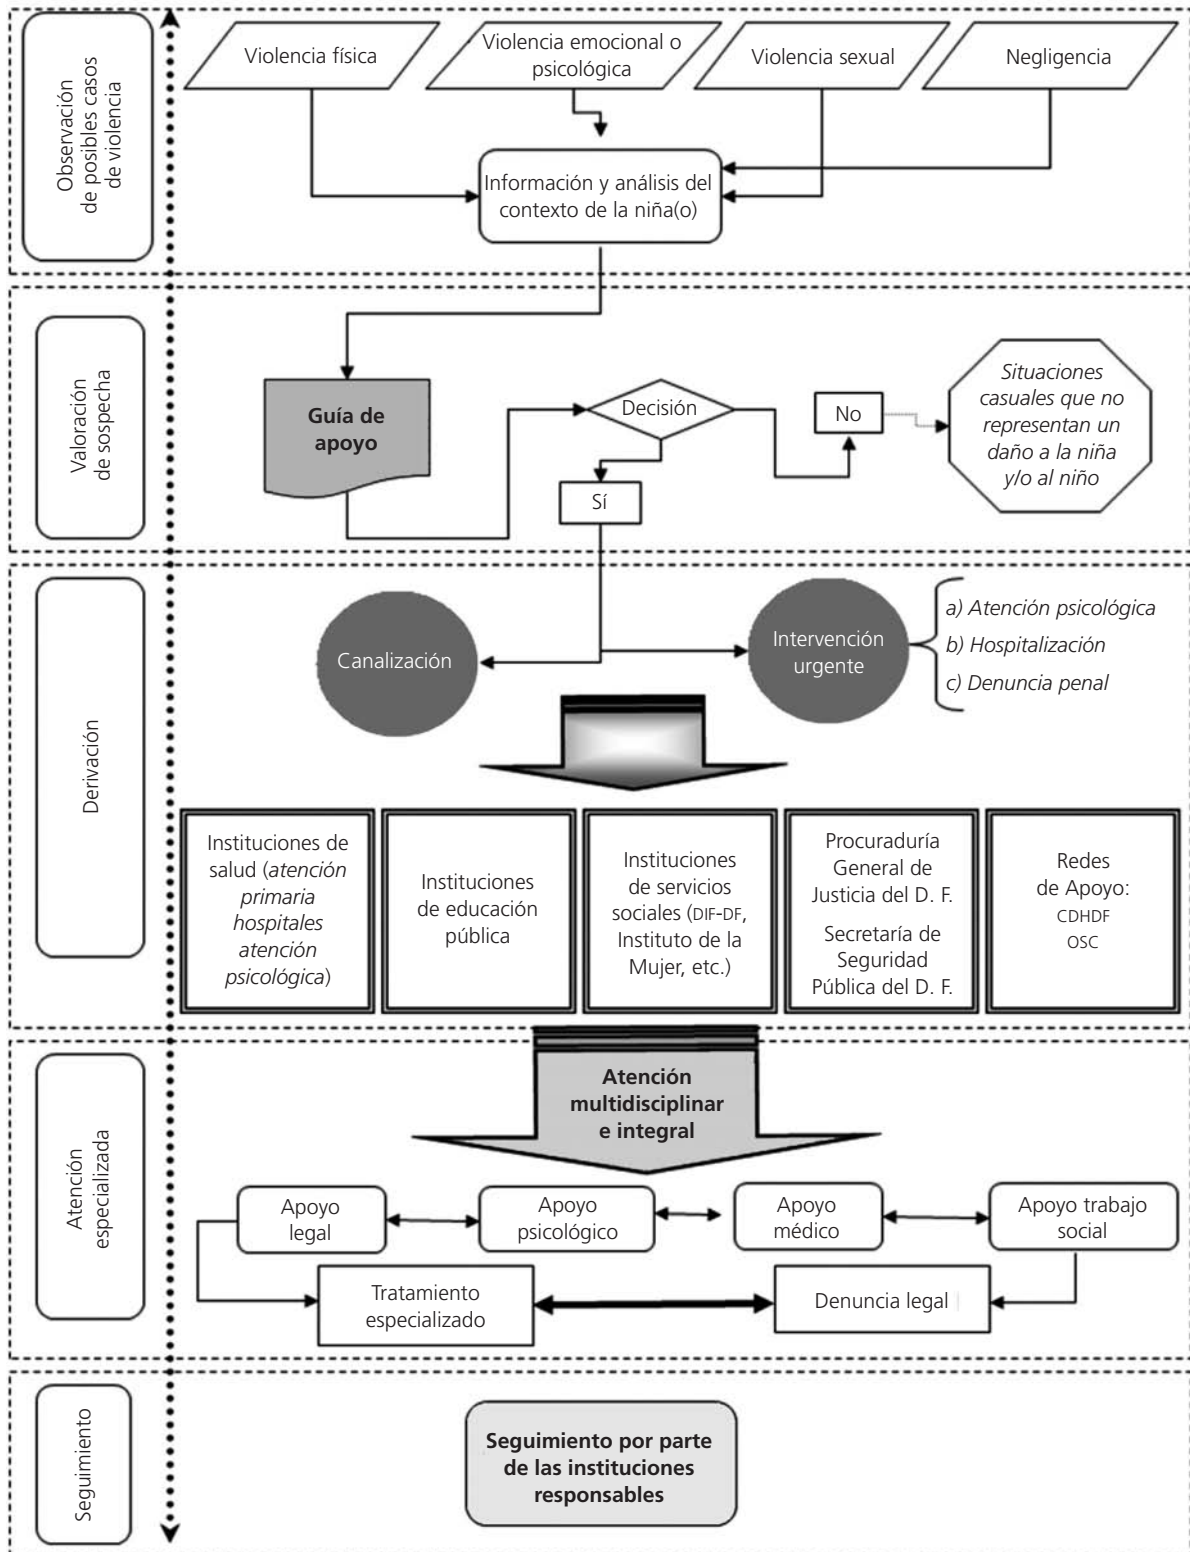 Observación
de posibles casos
de violencia
Violencia física
Violencia emocional o
psicológica
Violencia sexual
Negligencia
Información y análisis del
contexto de la niña(o)
Valoración
de sospecha
Guía de
apoyo
Decisión
Sí
No
Situaciones
casuales que no
representan un
daño a la niña
y/o al niño
Derivación
Canalización
Intervención
urgente
a) Atención psicológica
b) Hospitalización
c) Denuncia penal
Instituciones de
salud (atención
primaria
hospitales
atención
psicológica)
Instituciones
de educación
pública
Instituciones
de servicios
sociales (DIF-DF,
Instituto de la
Mujer, etc.)
Procuraduría
General de
Justicia del D. F.
Secretaría de
Seguridad
Pública del D. F.
Redes
de Apoyo:
CDHDF
OSC
Atención
especializada
Atención
multidisciplinar
e integral
Apoyo
legal
Apoyo
psicológico
Apoyo
médico
Apoyo trabajo
social
Tratamiento
especializado
Denuncia legal
Seguimiento
Seguimiento por parte
de las instituciones
responsables